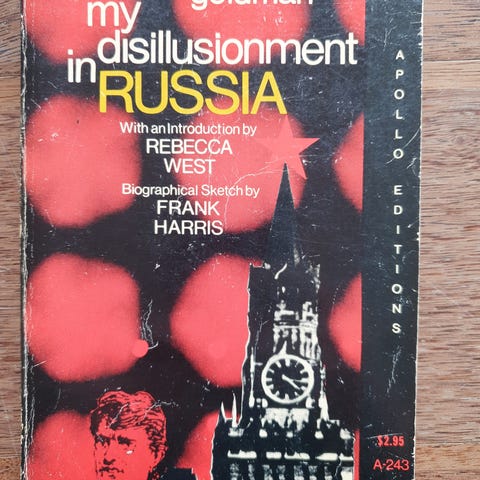 goldman
my
disillusionment
in RUSSIA
With an Introduction by
REBECCA
WEST
Biographical Sketch by
FRANK
HARRIS
APOLLO EDITIONS
$2.95
A-243